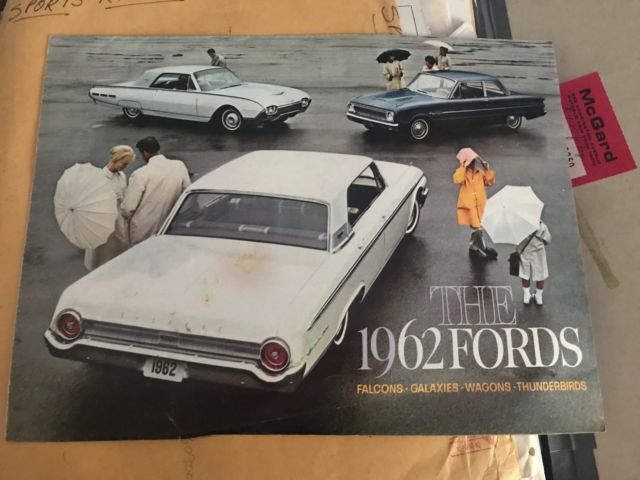 SPORTS
THE
1962 FORDS
FALCONS · GALAXIES · WAGONS · THUNDERBIRDS
1962
McGard